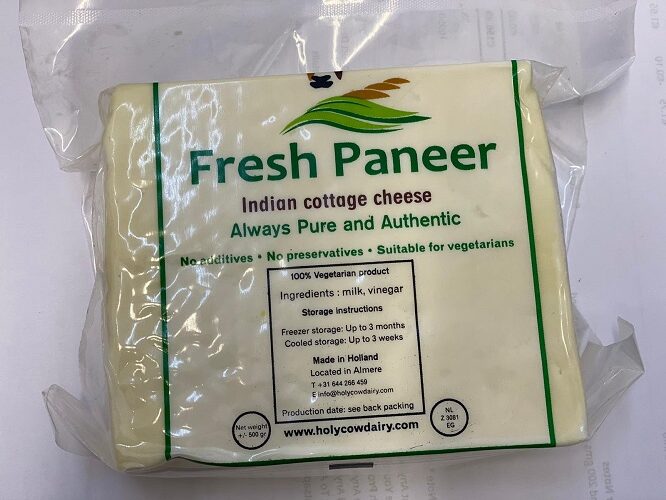 Fresh Paneer
Indian cottage cheese
Always Pure and Authentic
No additives • No preservatives • Suitable for vegetarians
100% Vegetarian product
Ingredients : milk, vinegar
Storage instructions
Freezer storage: Up to 3 months
Cooled storage: Up to 3 weeks
Made in Holland
Located in Almere
T +31 644 266 459
E info@holycowdairy.com
Production date: see back packing
Net weight
+/- 500 gr
www.holycowdairy.com
NL
Z 3081
EG